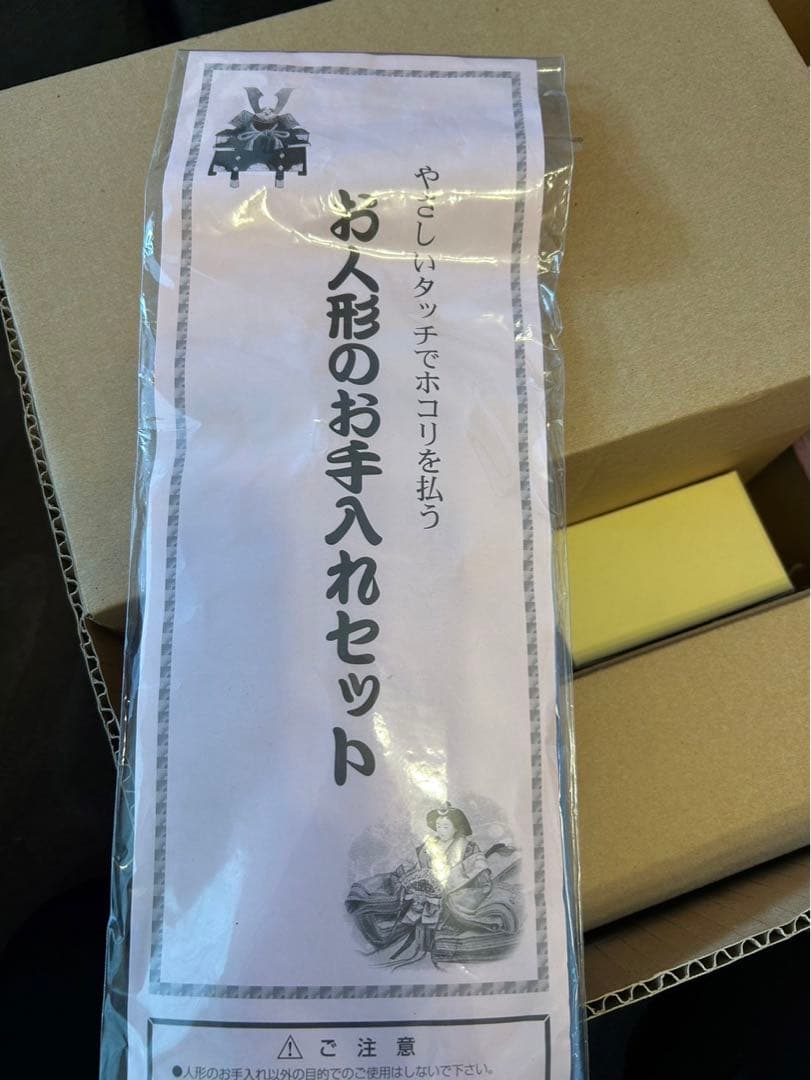 やさしいタッチでホコリを払う
お人形のお手入れセット
⚠ ご注意
●人形のお手入れ以外の目的でのご使用はしないで下さい。